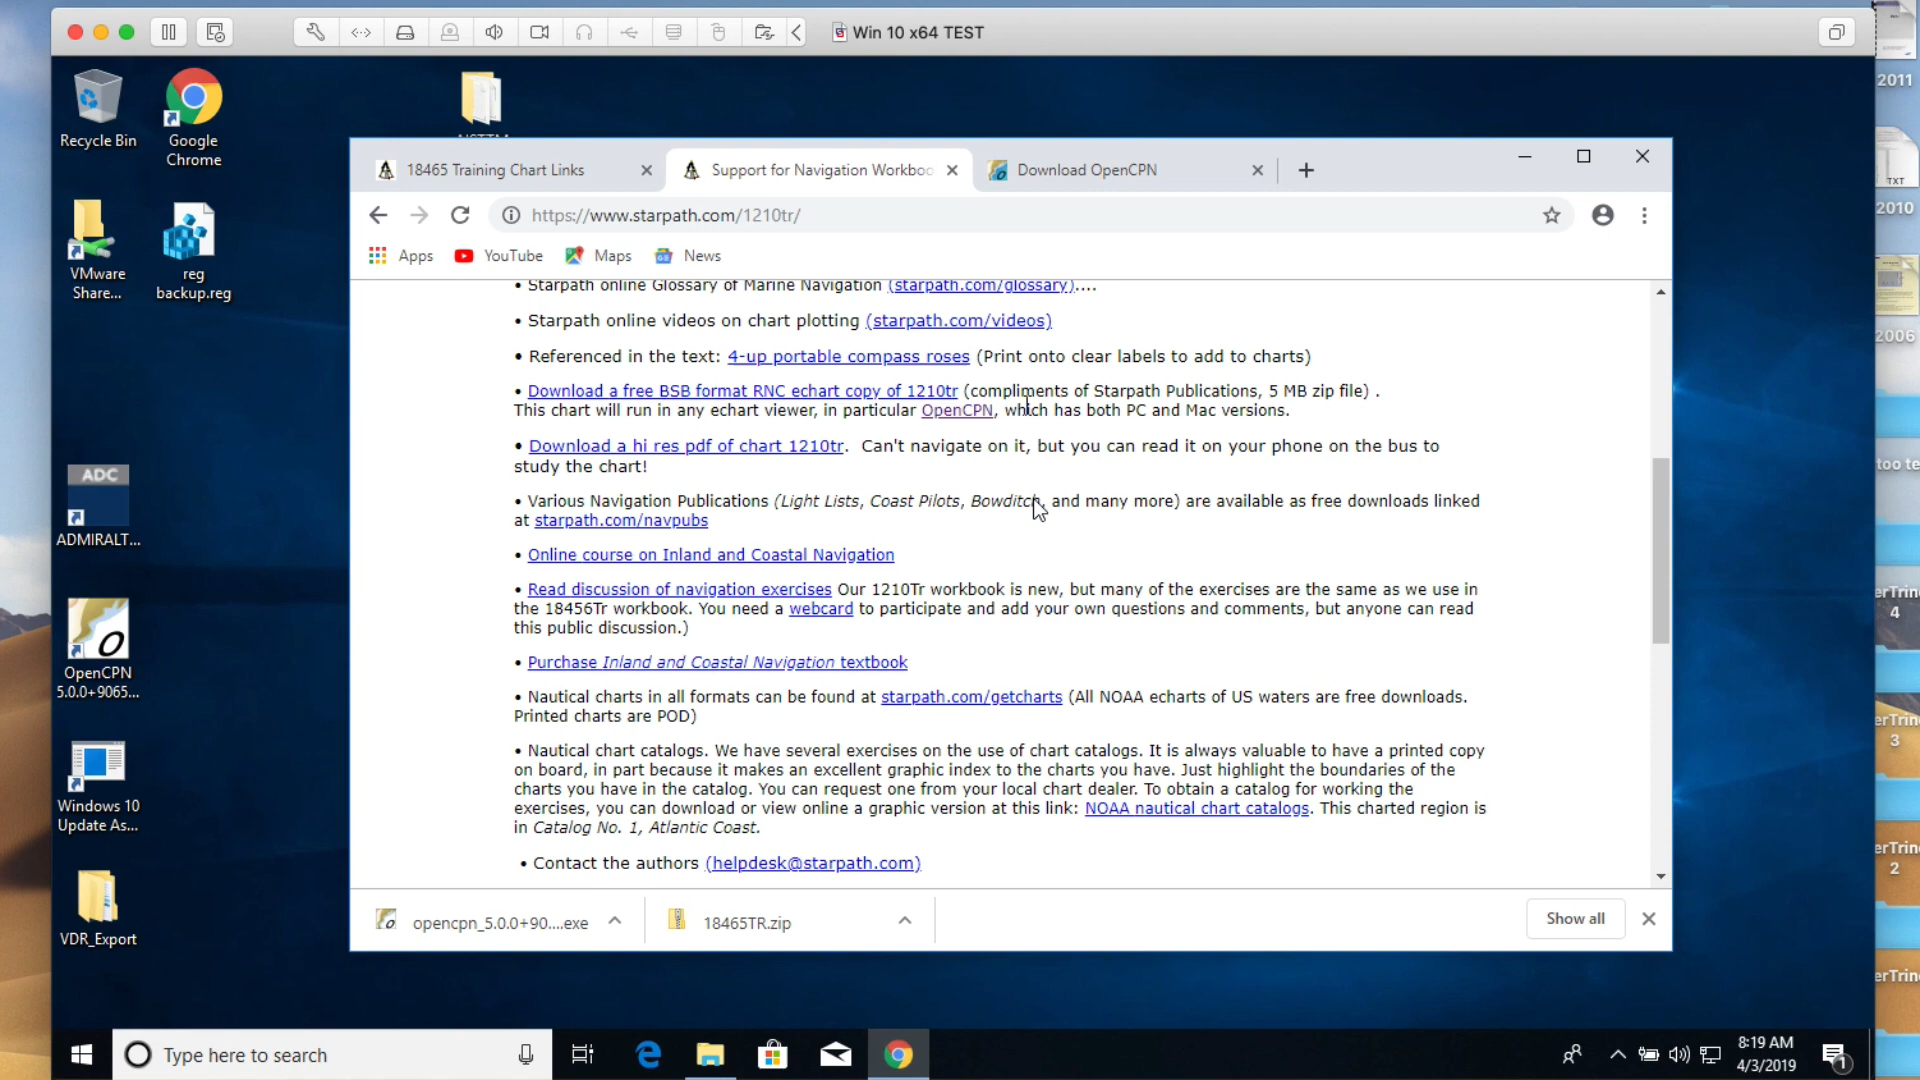 Win 10 x64 TEST
2011
Recycle Bin
Google
Chrome
TXT
18465 Training Chart Links
Support for Navigation Workboo
Download OpenCPN
2010
https://www.starpath.com/1210tr/
Apps
YouTube
Maps
News
VMware
Share...
reg
backup.reg
• Starpath online Glossary of Marine Navigation (starpath.com/glossary)....
• Starpath online videos on chart plotting (starpath.com/videos)
2006
• Referenced in the text: 4-up portable compass roses (Print onto clear labels to add to charts)
• Download a free BSB format RNC echart copy of 1210tr (compliments of Starpath Publications, 5 MB zip file) .
This chart will run in any echart viewer, in particular OpenCPN, which has both PC and Mac versions.
• Download a hi res pdf of chart 1210tr. Can't navigate on it, but you can read it on your phone on the bus to
study the chart!
too te
ADC
ADMIRALT...
• Various Navigation Publications (Light Lists, Coast Pilots, Bowditch, and many more) are available as free downloads linked
at starpath.com/navpubs
• Online course on Inland and Coastal Navigation
• Read discussion of navigation exercises Our 1210Tr workbook is new, but many of the exercises are the same as we use in
the 18456Tr workbook. You need a webcard to participate and add your own questions and comments, but anyone can read
this public discussion.)
erTrin
4
OpenCPN
5.0.0+9065...
• Purchase Inland and Coastal Navigation textbook
• Nautical charts in all formats can be found at starpath.com/getcharts (All NOAA echarts of US waters are free downloads.
Printed charts are POD)
erTrin
3
• Nautical chart catalogs. We have several exercises on the use of chart catalogs. It is always valuable to have a printed copy
on board, in part because it makes an excellent graphic index to the charts you have. Just highlight the boundaries of the
charts you have in the catalog. You can request one from your local chart dealer. To obtain a catalog for working the
exercises, you can download or view online a graphic version at this link: NOAA nautical chart catalogs. This charted region is
in Catalog No. 1, Atlantic Coast.
Windows 10
Update As...
erTrin
2
• Contact the authors (helpdesk@starpath.com)
opencpn_5.0.0+90....exe
18465TR.zip
Show all
VDR_Export
erTrin
Type here to search
8:19 AM
4/3/2019
1